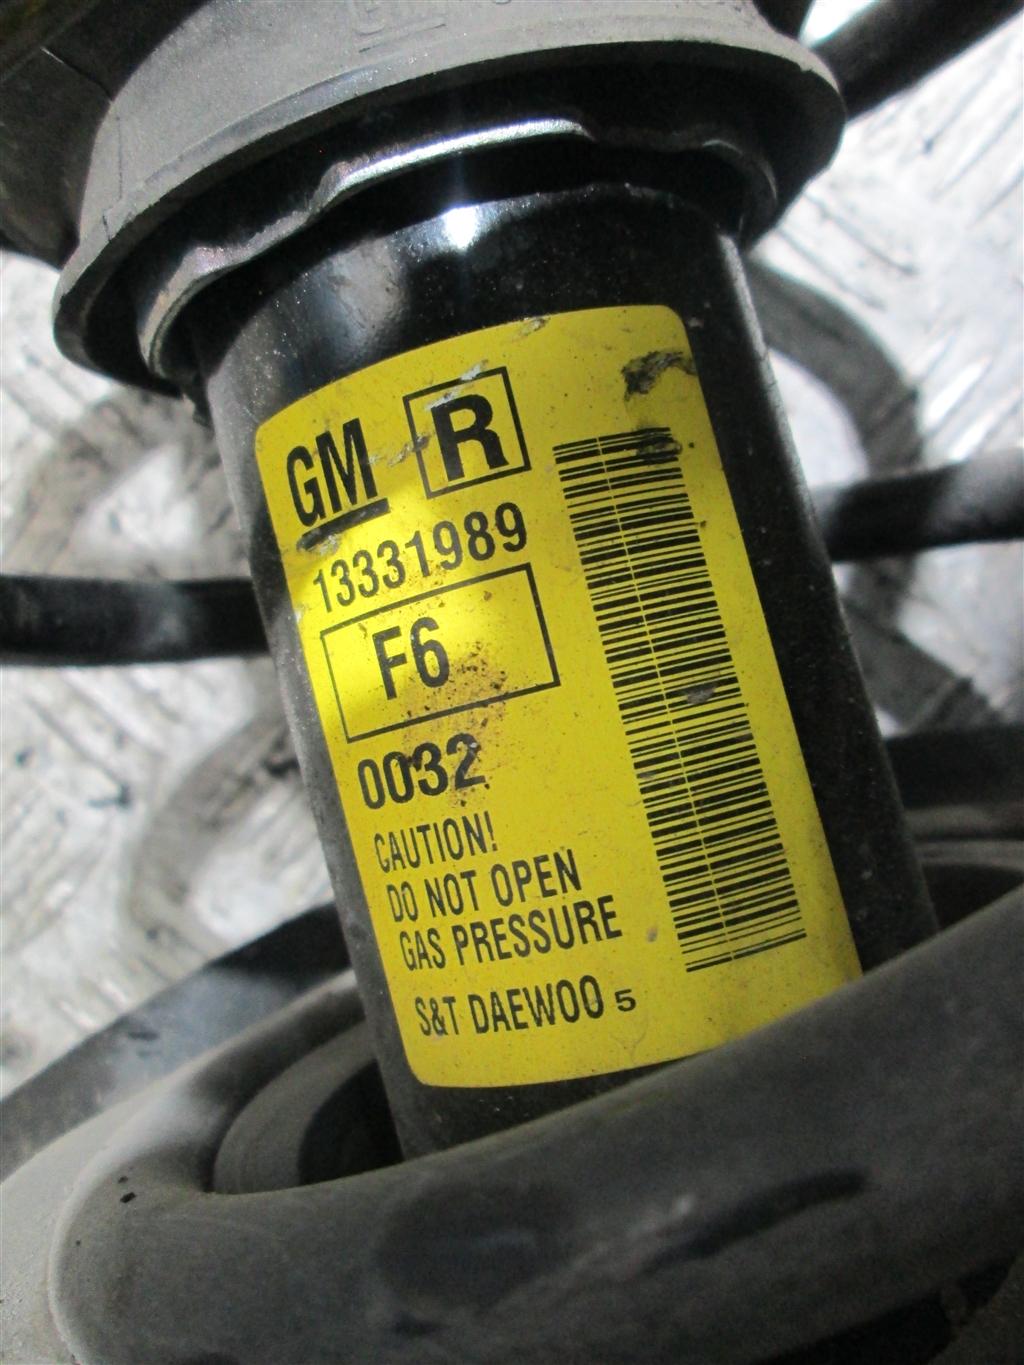 GM R
13331989
F6
0032
CAUTION!
DO NOT OPEN
GAS PRESSURE
S&T DAEWOO 5